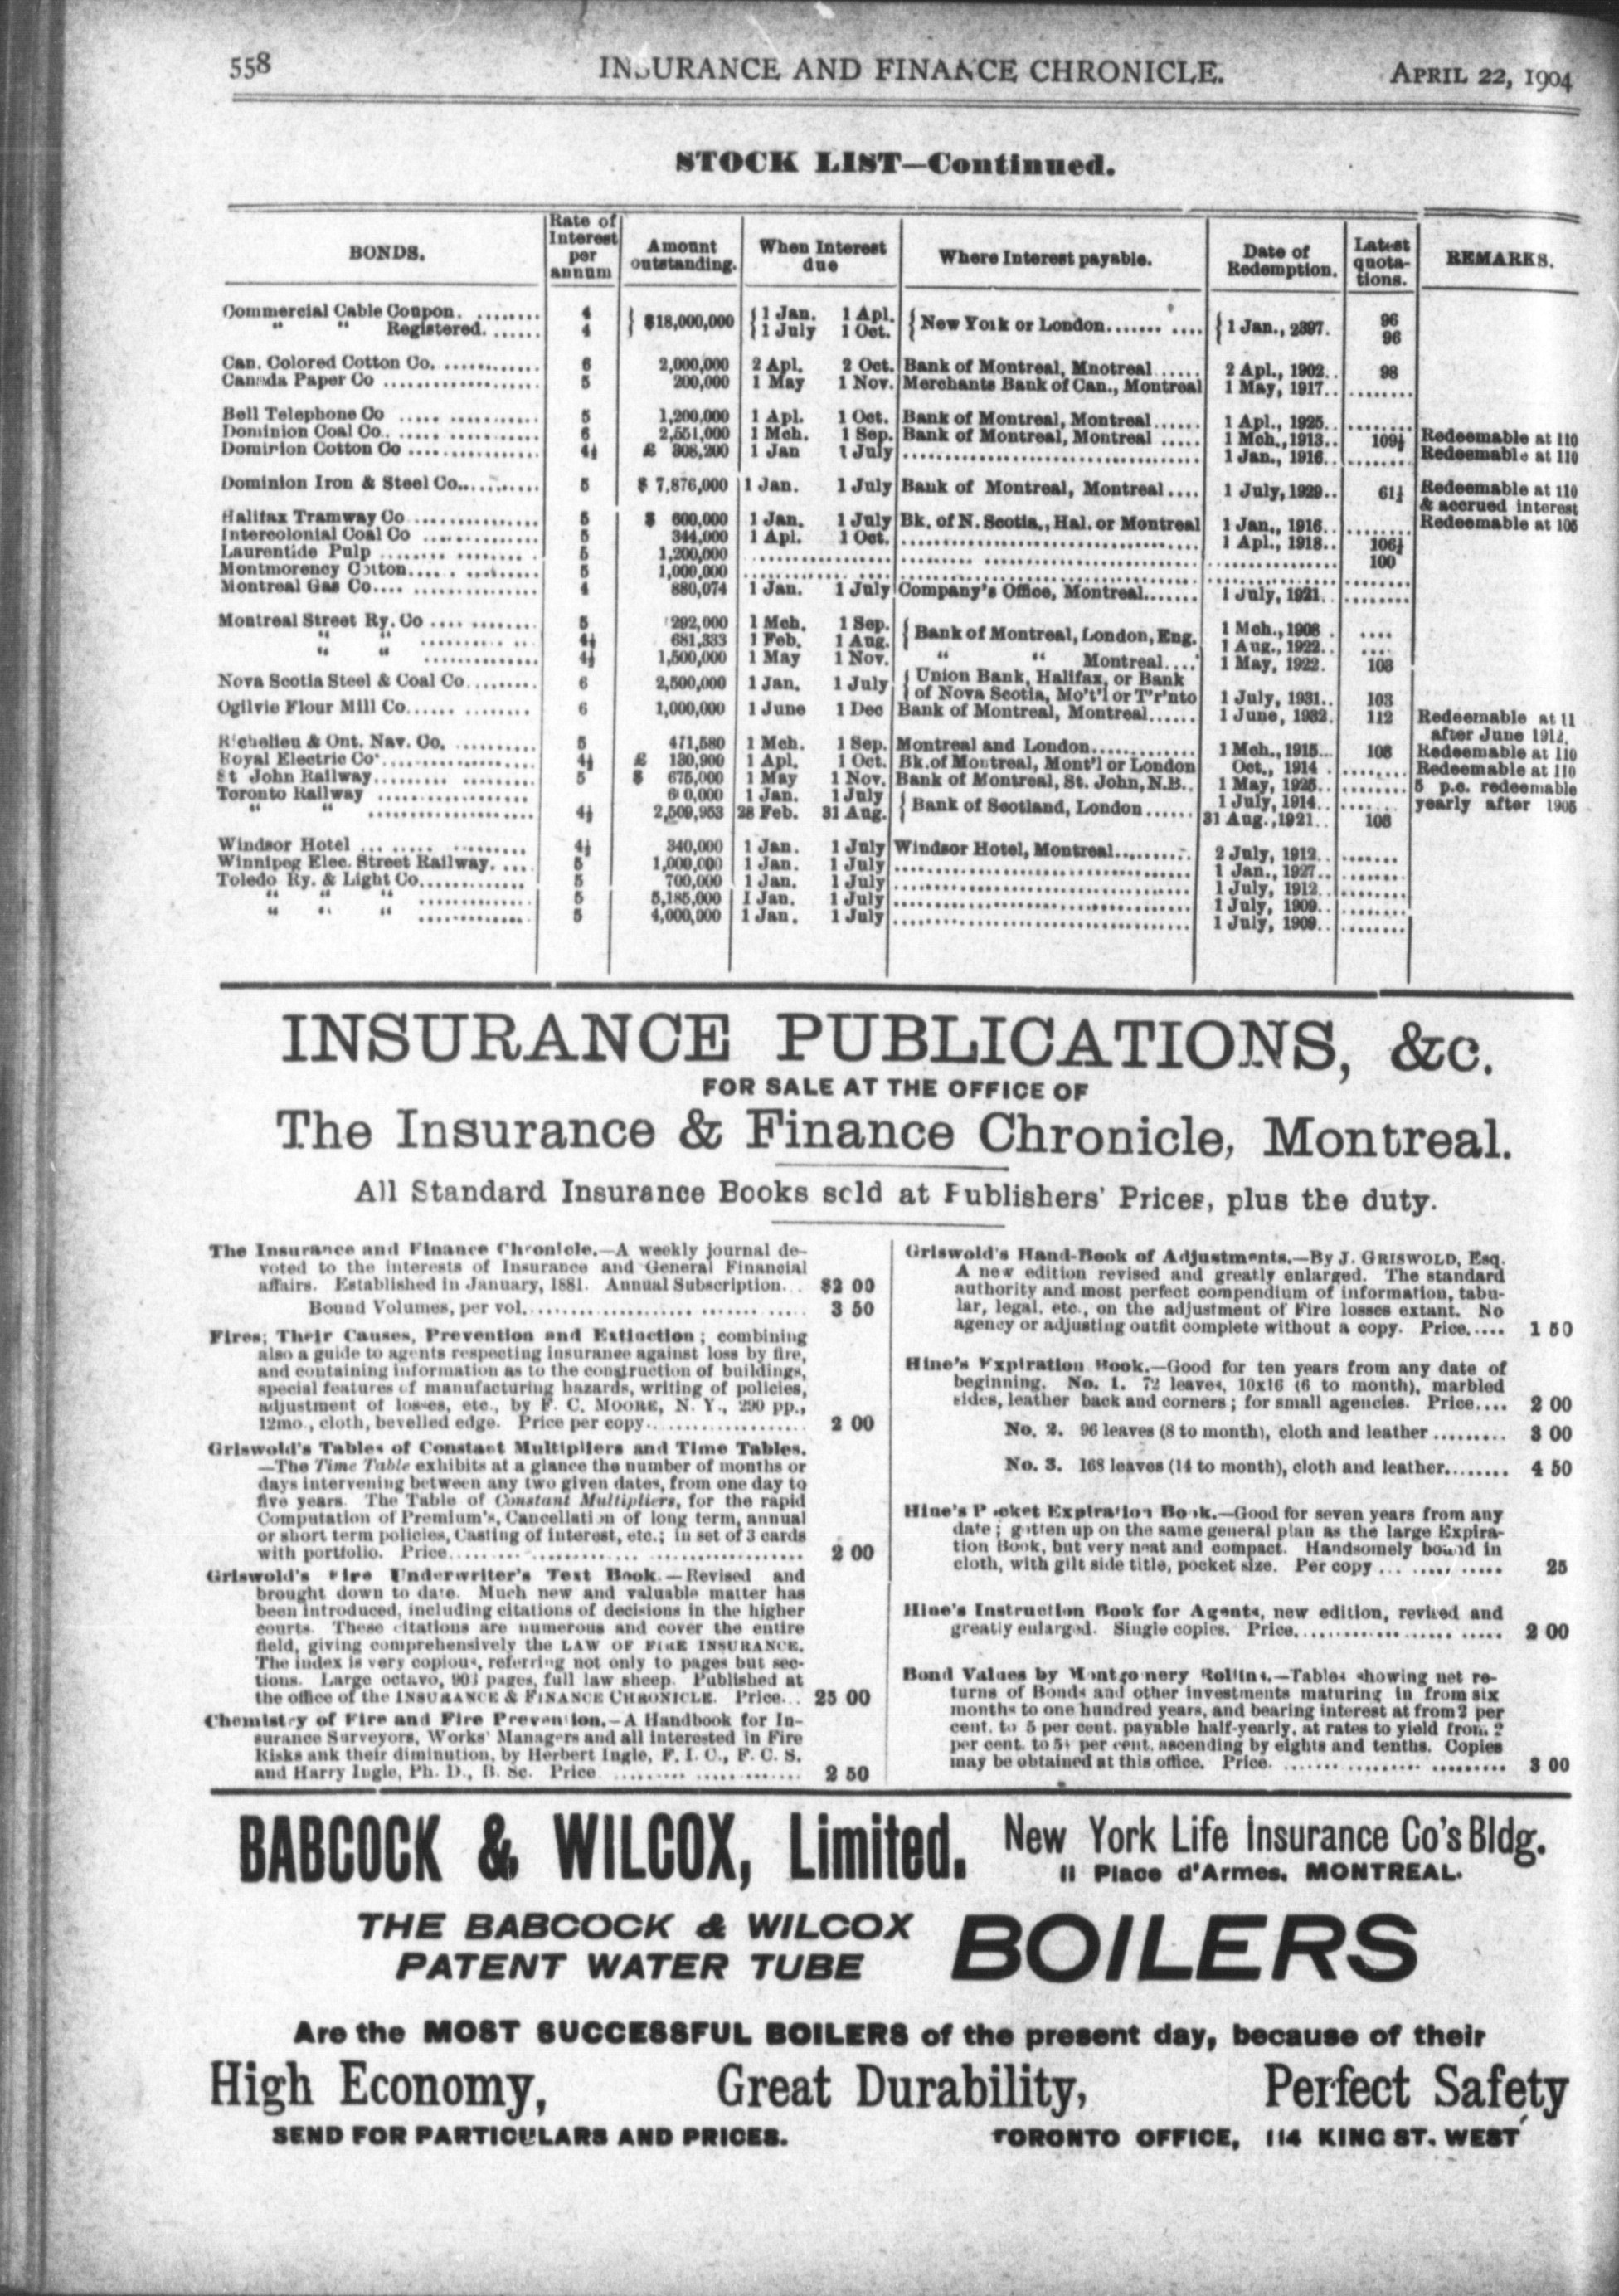 558 INSURANCE AND FINANCE CHRONICLE. APRIL 22, 1904
STOCK LIST—Continued.
BONDS. Rate of Interest per annum Amount outstanding. When Interest due Where Interest payable. Date of Redemption. Latest quotations. REMARKS.
Commercial Cable Coupon. 4 $18,000,000 1 Jan. 1 Apl. New York or London 1 Jan., 2397. 96
" " Registered. 4 1 July 1 Oct. 96
Can. Colored Cotton Co. 6 2,000,000 2 Apl. 2 Oct. Bank of Montreal, Mnotreal 2 Apl., 1902. 98
Canada Paper Co 5 200,000 1 May 1 Nov. Merchants Bank of Can., Montreal 1 May, 1917.
Bell Telephone Co 5 1,200,000 1 Apl. 1 Oct. Bank of Montreal, Montreal 1 Apl., 1925.
Dominion Coal Co. 6 2,551,000 1 Mch. 1 Sep. Bank of Montreal, Montreal 1 Mch., 1913. 109½ Redeemable at 110
Dominion Cotton Co 4½ £ 308,200 1 Jan 1 July 1 Jan., 1916. Redeemable at 110
Dominion Iron & Steel Co. 5 $ 7,876,000 1 Jan. 1 July Bank of Montreal, Montreal 1 July, 1929. 61½ Redeemable at 110
& accrued interest
Halifax Tramway Co 5 $ 600,000 1 Jan. 1 July Bk. of N. Scotia., Hal. or Montreal 1 Jan., 1916. Redeemable at 105
Intercolonial Coal Co 5 344,000 1 Apl. 1 Oct. 1 Apl., 1918. 106½
Laurentide Pulp 5 1,200,000 100
Montmorency Cotton 5 1,000,000
Montreal Gas Co 4 880,074 1 Jan. 1 July Company's Office, Montreal 1 July, 1921.
Montreal Street Ry. Co 5 292,000 1 Mch. 1 Sep. Bank of Montreal, London, Eng. 1 Mch., 1908
" " 4½ 681,333 1 Feb. 1 Aug. 1 Aug., 1922.
" " 4½ 1,500,000 1 May 1 Nov. " " Montreal 1 May, 1922. 103
Nova Scotia Steel & Coal Co 6 2,500,000 1 Jan. 1 July Union Bank, Halifax, or Bank
of Nova Scotia, Mo't'l or T'r'nto 1 July, 1931. 103
Ogilvie Flour Mill Co. 6 1,000,000 1 June 1 Dec Bank of Montreal, Montreal 1 June, 1932. 112 Redeemable at 11
after June 1912.
Richelieu & Ont. Nav. Co. 5 471,580 1 Mch. 1 Sep. Montreal and London 1 Mch., 1915. 103 Redeemable at 110
Royal Electric Co. 4½ £ 130,900 1 Apl. 1 Oct. Bk. of Montreal, Mont'l or London Oct., 1914 Redeemable at 110
St John Railway 5 $ 675,000 1 May 1 Nov. Bank of Montreal, St. John, N.B. 1 May, 1925. 5 p.c. redeemable
Toronto Railway 6 0,000 1 Jan. 1 July Bank of Scotland, London 1 July, 1914. yearly after 1905
" " 4½ 2,509,953 28 Feb. 31 Aug. 31 Aug., 1921. 103
Windsor Hotel 4½ 340,000 1 Jan. 1 July Windsor Hotel, Montreal 2 July, 1912.
Winnipeg Elec. Street Railway. 5 1,000,000 1 Jan. 1 July 1 Jan., 1927.
Toledo Ry. & Light Co. 5 700,000 1 Jan. 1 July 1 July, 1912.
" " " 5 5,185,000 1 Jan. 1 July 1 July, 1909.
" " " 5 4,000,000 1 Jan. 1 July 1 July, 1909.
INSURANCE PUBLICATIONS, &c.
FOR SALE AT THE OFFICE OF
The Insurance & Finance Chronicle, Montreal.
All Standard Insurance Books sold at Publishers' Prices, plus the duty.
The Insurance and Finance Chronicle.—A weekly journal de-
voted to the interests of Insurance and General Financial
affairs. Established in January, 1881. Annual Subscription. $2 00
Bound Volumes, per vol. 3 50
Fires; Their Causes, Prevention and Extinction; combining
also a guide to agents respecting insurance against loss by fire,
and containing information as to the construction of buildings,
special features of manufacturing hazards, writing of policies,
adjustment of losses, etc., by F. C. MOORE, N. Y., 290 pp.,
12mo., cloth, bevelled edge. Price per copy 2 00
Griswold's Tables of Constant Multipliers and Time Tables.
—The Time Table exhibits at a glance the number of months or
days intervening between any two given dates, from one day to
five years. The Table of Constant Multipliers, for the rapid
Computation of Premium's, Cancellation of long term, annual
or short term policies, Casting of interest, etc.; in set of 3 cards
with portfolio. Price 2 00
Griswold's Fire Underwriter's Text Book.—Revised and
brought down to date. Much new and valuable matter has
been introduced, including citations of decisions in the higher
courts. These citations are numerous and cover the entire
field, giving comprehensively the LAW OF FIRE INSURANCE.
The index is very copious, referring not only to pages but sec-
tions. Large octavo, 903 pages, full law sheep. Published at
the office of the INSURANCE & FINANCE CHRONICLE. Price. 25 00
Chemistry of Fire and Fire Prevention.—A Handbook for In-
surance Surveyors, Works' Managers and all interested in Fire
Risks ank their diminution, by Herbert Ingle, F. I. C., F. C. S.
and Harry Ingle, Ph. D., B. Sc. Price 2 50
Griswold's Hand-Book of Adjustments.—By J. GRISWOLD, Esq.
A new edition revised and greatly enlarged. The standard
authority and most perfect compendium of information, tabu-
lar, legal, etc., on the adjustment of Fire losses extant. No
agency or adjusting outfit complete without a copy. Price 1 50
Hine's Expiration Book.—Good for ten years from any date of
beginning. No. 1. 72 leaves, 10x16 (6 to month), marbled
sides, leather back and corners; for small agencies. Price 2 00
No. 2. 96 leaves (8 to month), cloth and leather 3 00
No. 3. 168 leaves (14 to month), cloth and leather 4 50
Hine's Pocket Expiration Book.—Good for seven years from any
date; gotten up on the same general plan as the large Expira-
tion Book, but very neat and compact. Handsomely bound in
cloth, with gilt side title, pocket size. Per copy 25
Hine's Instruction Book for Agents, new edition, revised and
greatly enlarged. Single copies. Price. 2 00
Bond Values by Montgomery Rollins.—Tables showing net re-
turns of Bonds and other investments maturing in from six
months to one hundred years, and bearing interest at from 2 per
cent. to 5 per cent. payable half-yearly, at rates to yield from 2
per cent. to 5½ per cent. ascending by eights and tenths. Copies
may be obtained at this office. Price. 3 00
BABCOCK & WILCOX, Limited. New York Life Insurance Co's Bldg.
11 Place d'Armes, MONTREAL.
THE BABCOCK & WILCOX
PATENT WATER TUBE BOILERS
Are the MOST SUCCESSFUL BOILERS of the present day, because of their
High Economy, Great Durability, Perfect Safety
SEND FOR PARTICULARS AND PRICES. TORONTO OFFICE, 114 KING ST. WEST